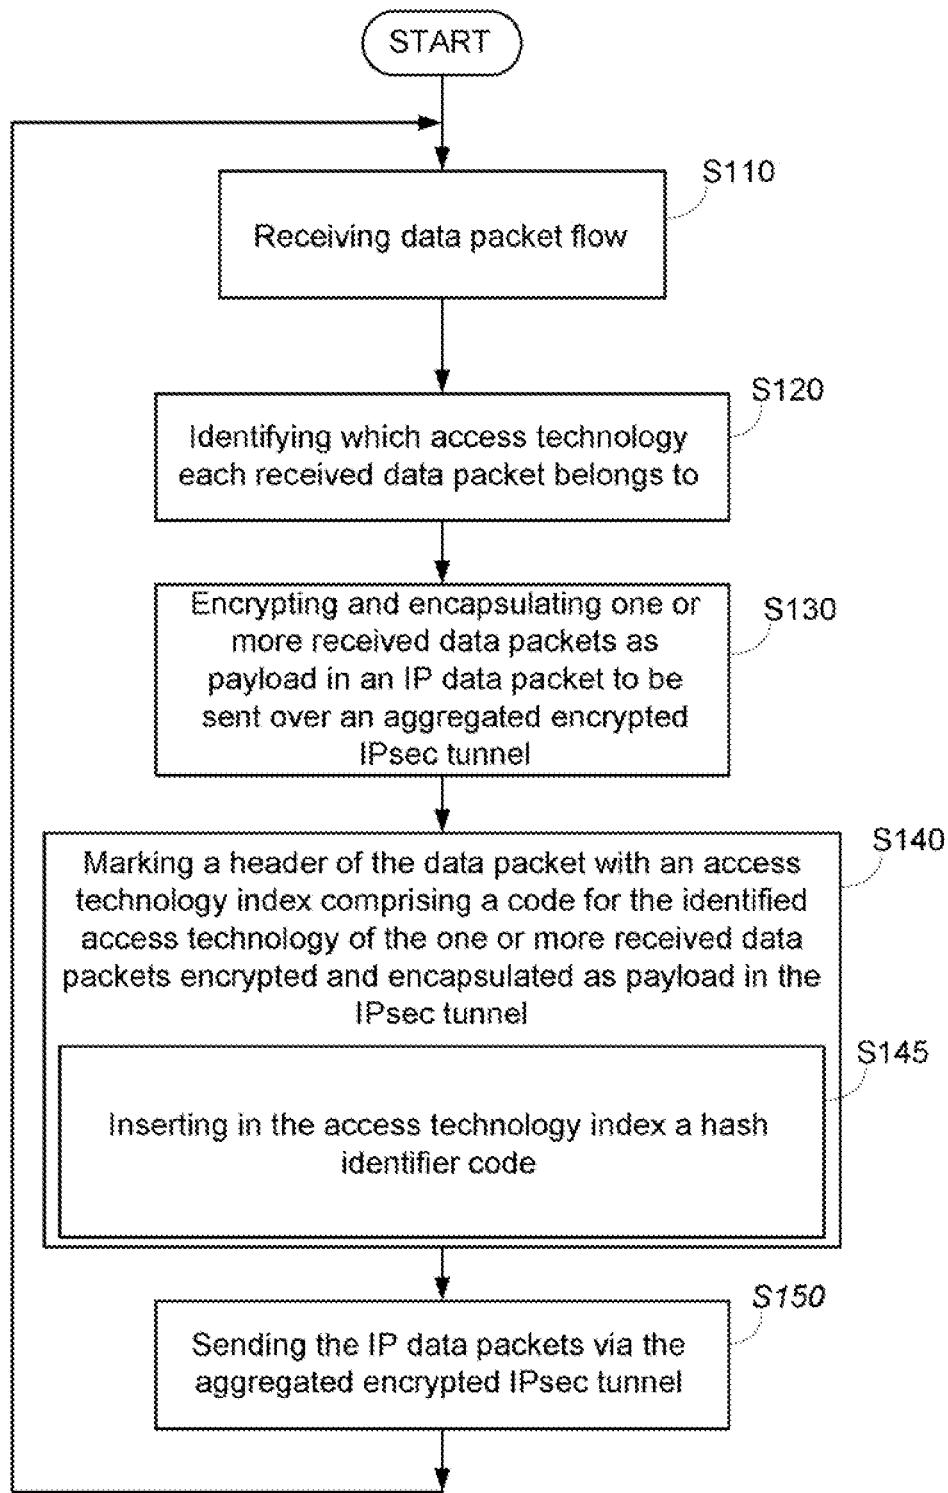 START
S110
Receiving data packet flow
S120
Identifying which access technology
each received data packet belongs to
S130
Encrypting and encapsulating one or
more received data packets as
payload in an IP data packet to be
sent over an aggregated encrypted
IPsec tunnel
S140
Marking a header of the data packet with an access
technology index comprising a code for the identified
access technology of the one or more received data
packets encrypted and encapsulated as payload in the
IPsec tunnel
S145
Inserting in the access technology index a hash
identifier code
S150
Sending the IP data packets via the
aggregated encrypted IPsec tunnel